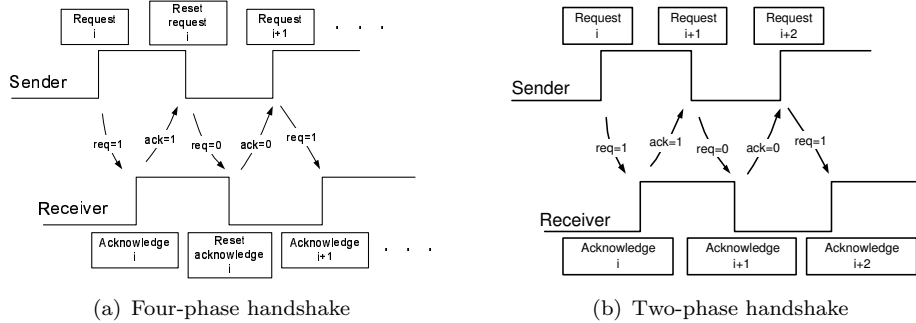 Request
i
Reset
request
i
Request
i+1
. . .
Sender
req=1
ack=1
req=0
ack=0
req=1
Receiver
Acknowledge
i
Reset
acknowledge
i
Acknowledge
i+1
. . .
(a) Four-phase handshake
Request
i
Request
i+1
Request
i+2
Sender
req=1
ack=1
req=0
ack=0
req=1
Receiver
Acknowledge
i
Acknowledge
i+1
Acknowledge
i+2
(b) Two-phase handshake